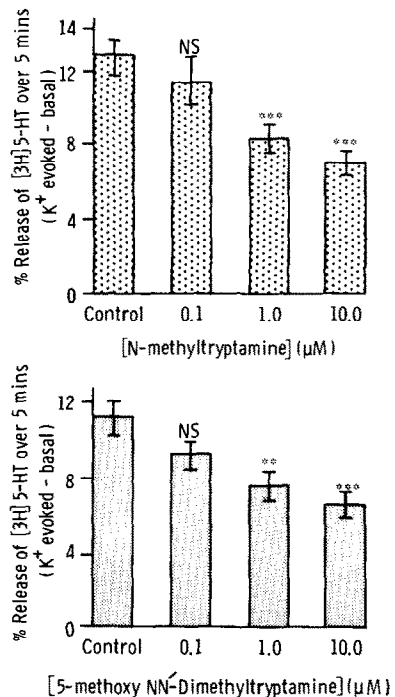 % Release of [3H] 5-HT over 5 mins
(K+ evoked - basal)
14
12
8
4
0
NS
***
***
Control 0.1 1.0 10.0
[N-methyltryptamine] (μM)
% Release of [3H] 5-HT over 5 mins
(K+ evoked - basal)
12
8
4
0
NS
**
***
Control 0.1 1.0 10.0
[5-methoxy NN´-Dimethyltryptamine] (μM)